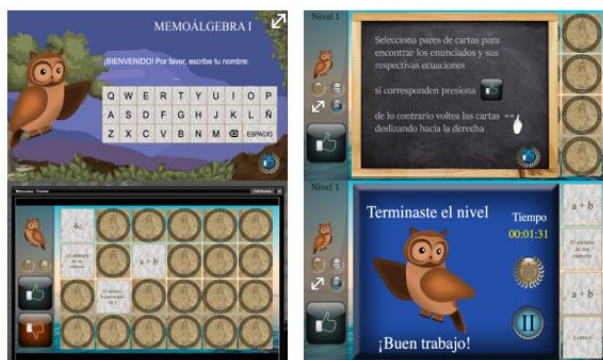 MEMOÁLGEBRA I
¡BIENVENIDO! Por favor, escribe tu nombre:
...
Q W E R T Y U I O P
A S D F G H J K L Ñ
Z X C V B N M ESPACIO
Nivel 1
Selecciona pares de cartas para
encontrar los enunciados y sus
respectivas ecuaciones
si corresponden presiona
de lo contrario voltea las cartas
deslizando hacia la derecha
4c
a + b
Nivel 1
Terminaste el nivel
Tiempo
00:01:31
II
¡Buen trabajo!
a + b
a + b